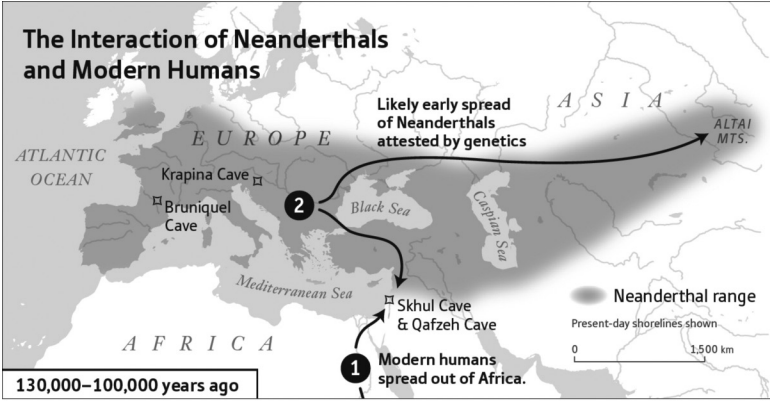 The Interaction of Neanderthals
and Modern Humans
Likely early spread
of Neanderthals
attested by genetics
ASIA
ALTAI
MTS.
EUROPE
ATLANTIC
OCEAN
Krapina Cave
Bruniquel
Cave
2
Black Sea
Caspian Sea
Mediterranean Sea
Skhul Cave
& Qafzeh Cave
Neanderthal range
Present-day shorelines shown
0 1,500 km
AFRICA
1
Modern humans
spread out of Africa.
130,000–100,000 years ago